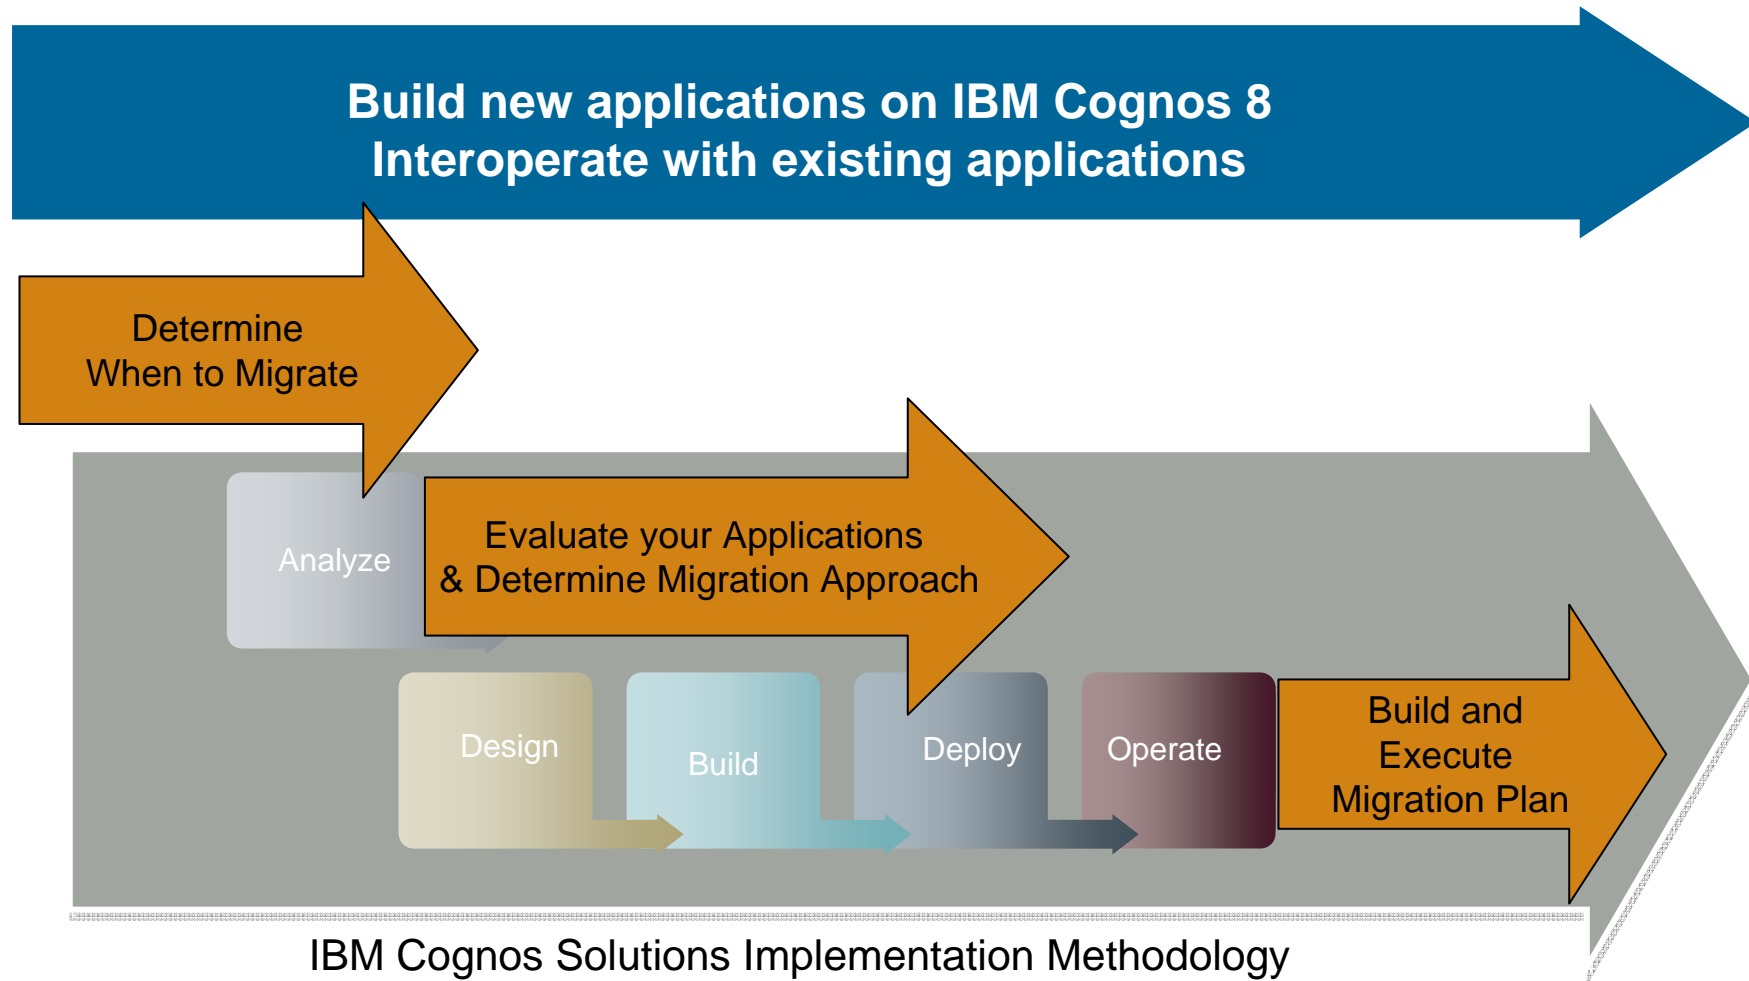 Build new applications on IBM Cognos 8
Interoperate with existing applications
Determine
When to Migrate
Evaluate your Applications
& Determine Migration Approach
Analyze
Design
Build
Deploy
Operate
Build and
Execute
Migration Plan
IBM Cognos Solutions Implementation Methodology